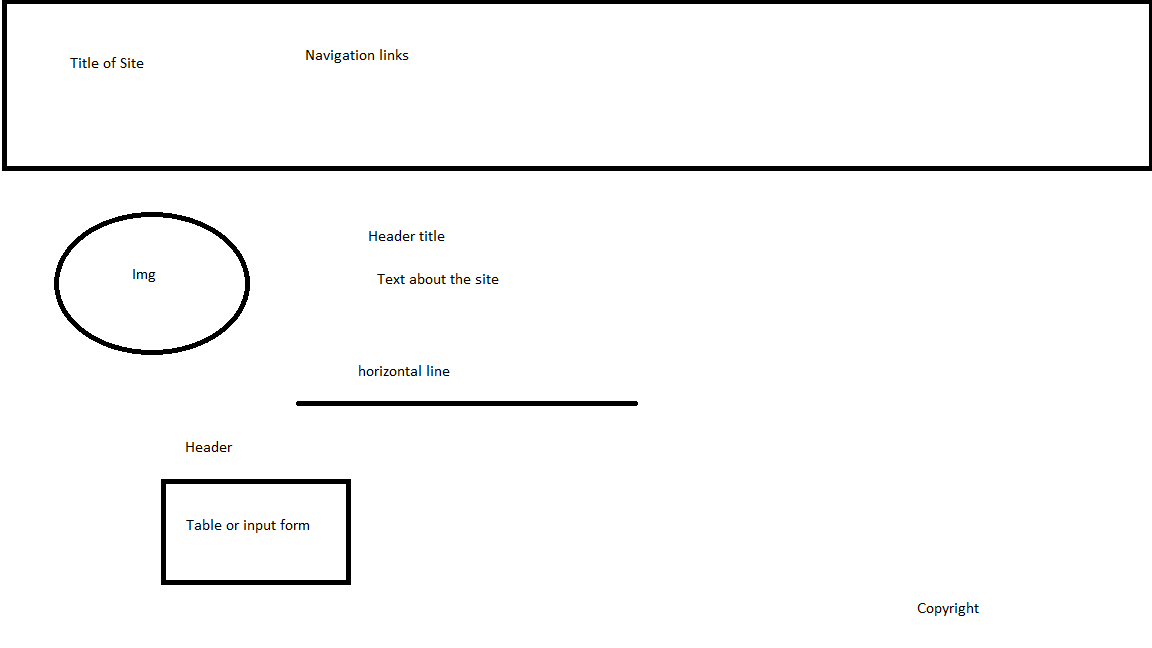 Title of Site
Navigation links
Img
Header title
Text about the site
horizontal line
Header
Table or input form
Copyright